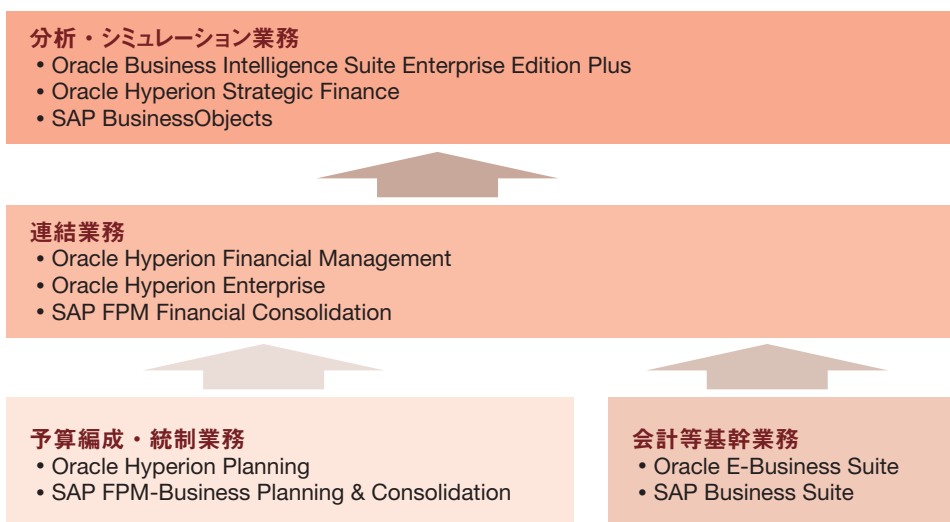 分析・シミュレーション業務
• Oracle Business Intelligence Suite Enterprise Edition Plus
• Oracle Hyperion Strategic Finance
• SAP BusinessObjects
連結業務
• Oracle Hyperion Financial Management
• Oracle Hyperion Enterprise
• SAP FPM Financial Consolidation
予算編成・統制業務
• Oracle Hyperion Planning
• SAP FPM-Business Planning & Consolidation
会計等基幹業務
• Oracle E-Business Suite
• SAP Business Suite